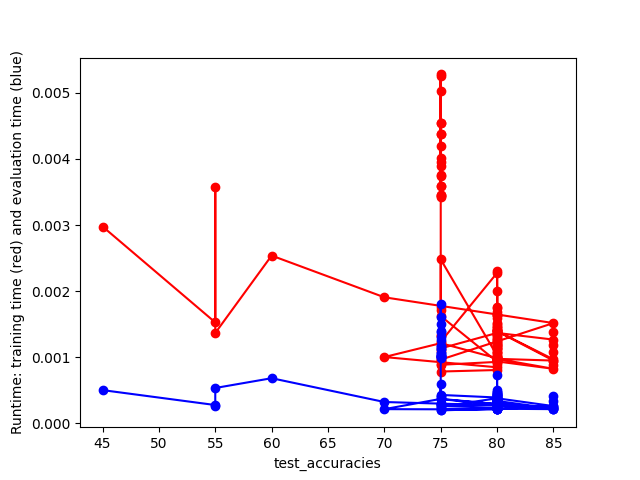 Runtime: training time (red) and evaluation time (blue)
0.005
0.004
0.003
0.002
0.001
0.000
45 50 55 60 65 70 75 80 85
test_accuracies